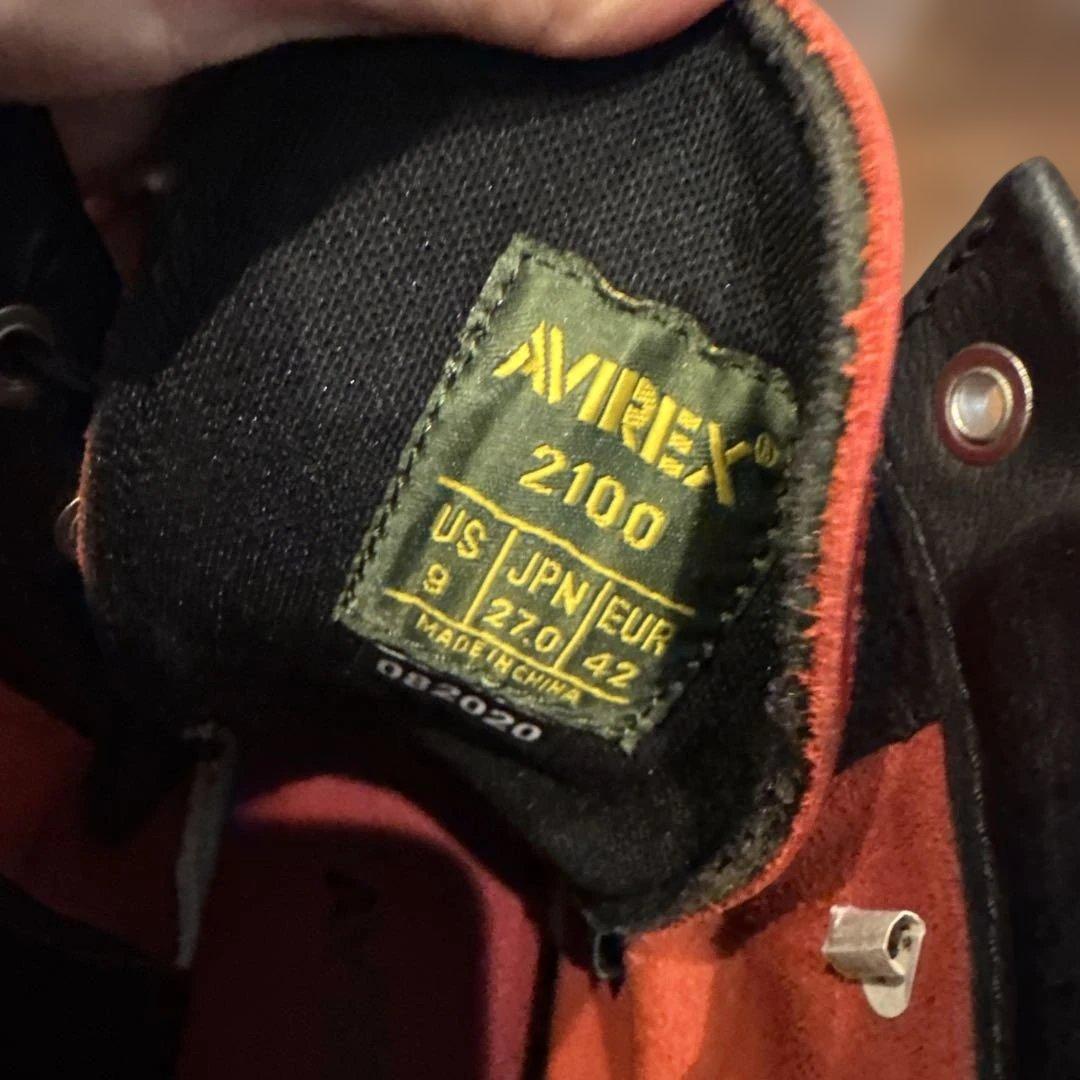 AVIREX®
2100
US JPN EUR
9 27.0 42
MADE IN CHINA
082020